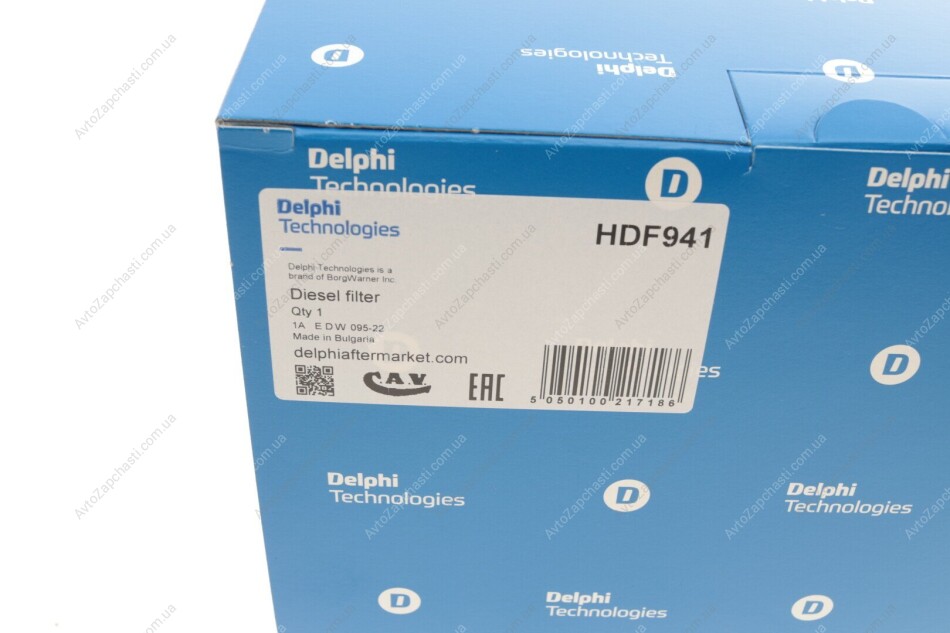 Delphi
Technologies
Delphi
Technologies
D
Delphi
Technologies
HDF941
Delphi Technologies is a
brand of BorgWarner Inc.
Diesel filter
Qty 1
1A E D W 095-22
Made in Bulgaria
delphiaftermarket.com
C.A.V.
EAC
5 050100 217186
D
Delphi
Technologies
D
Delphi
Technologies
D
Delphi
Technologies
D
AvtoZapchasti.com.ua